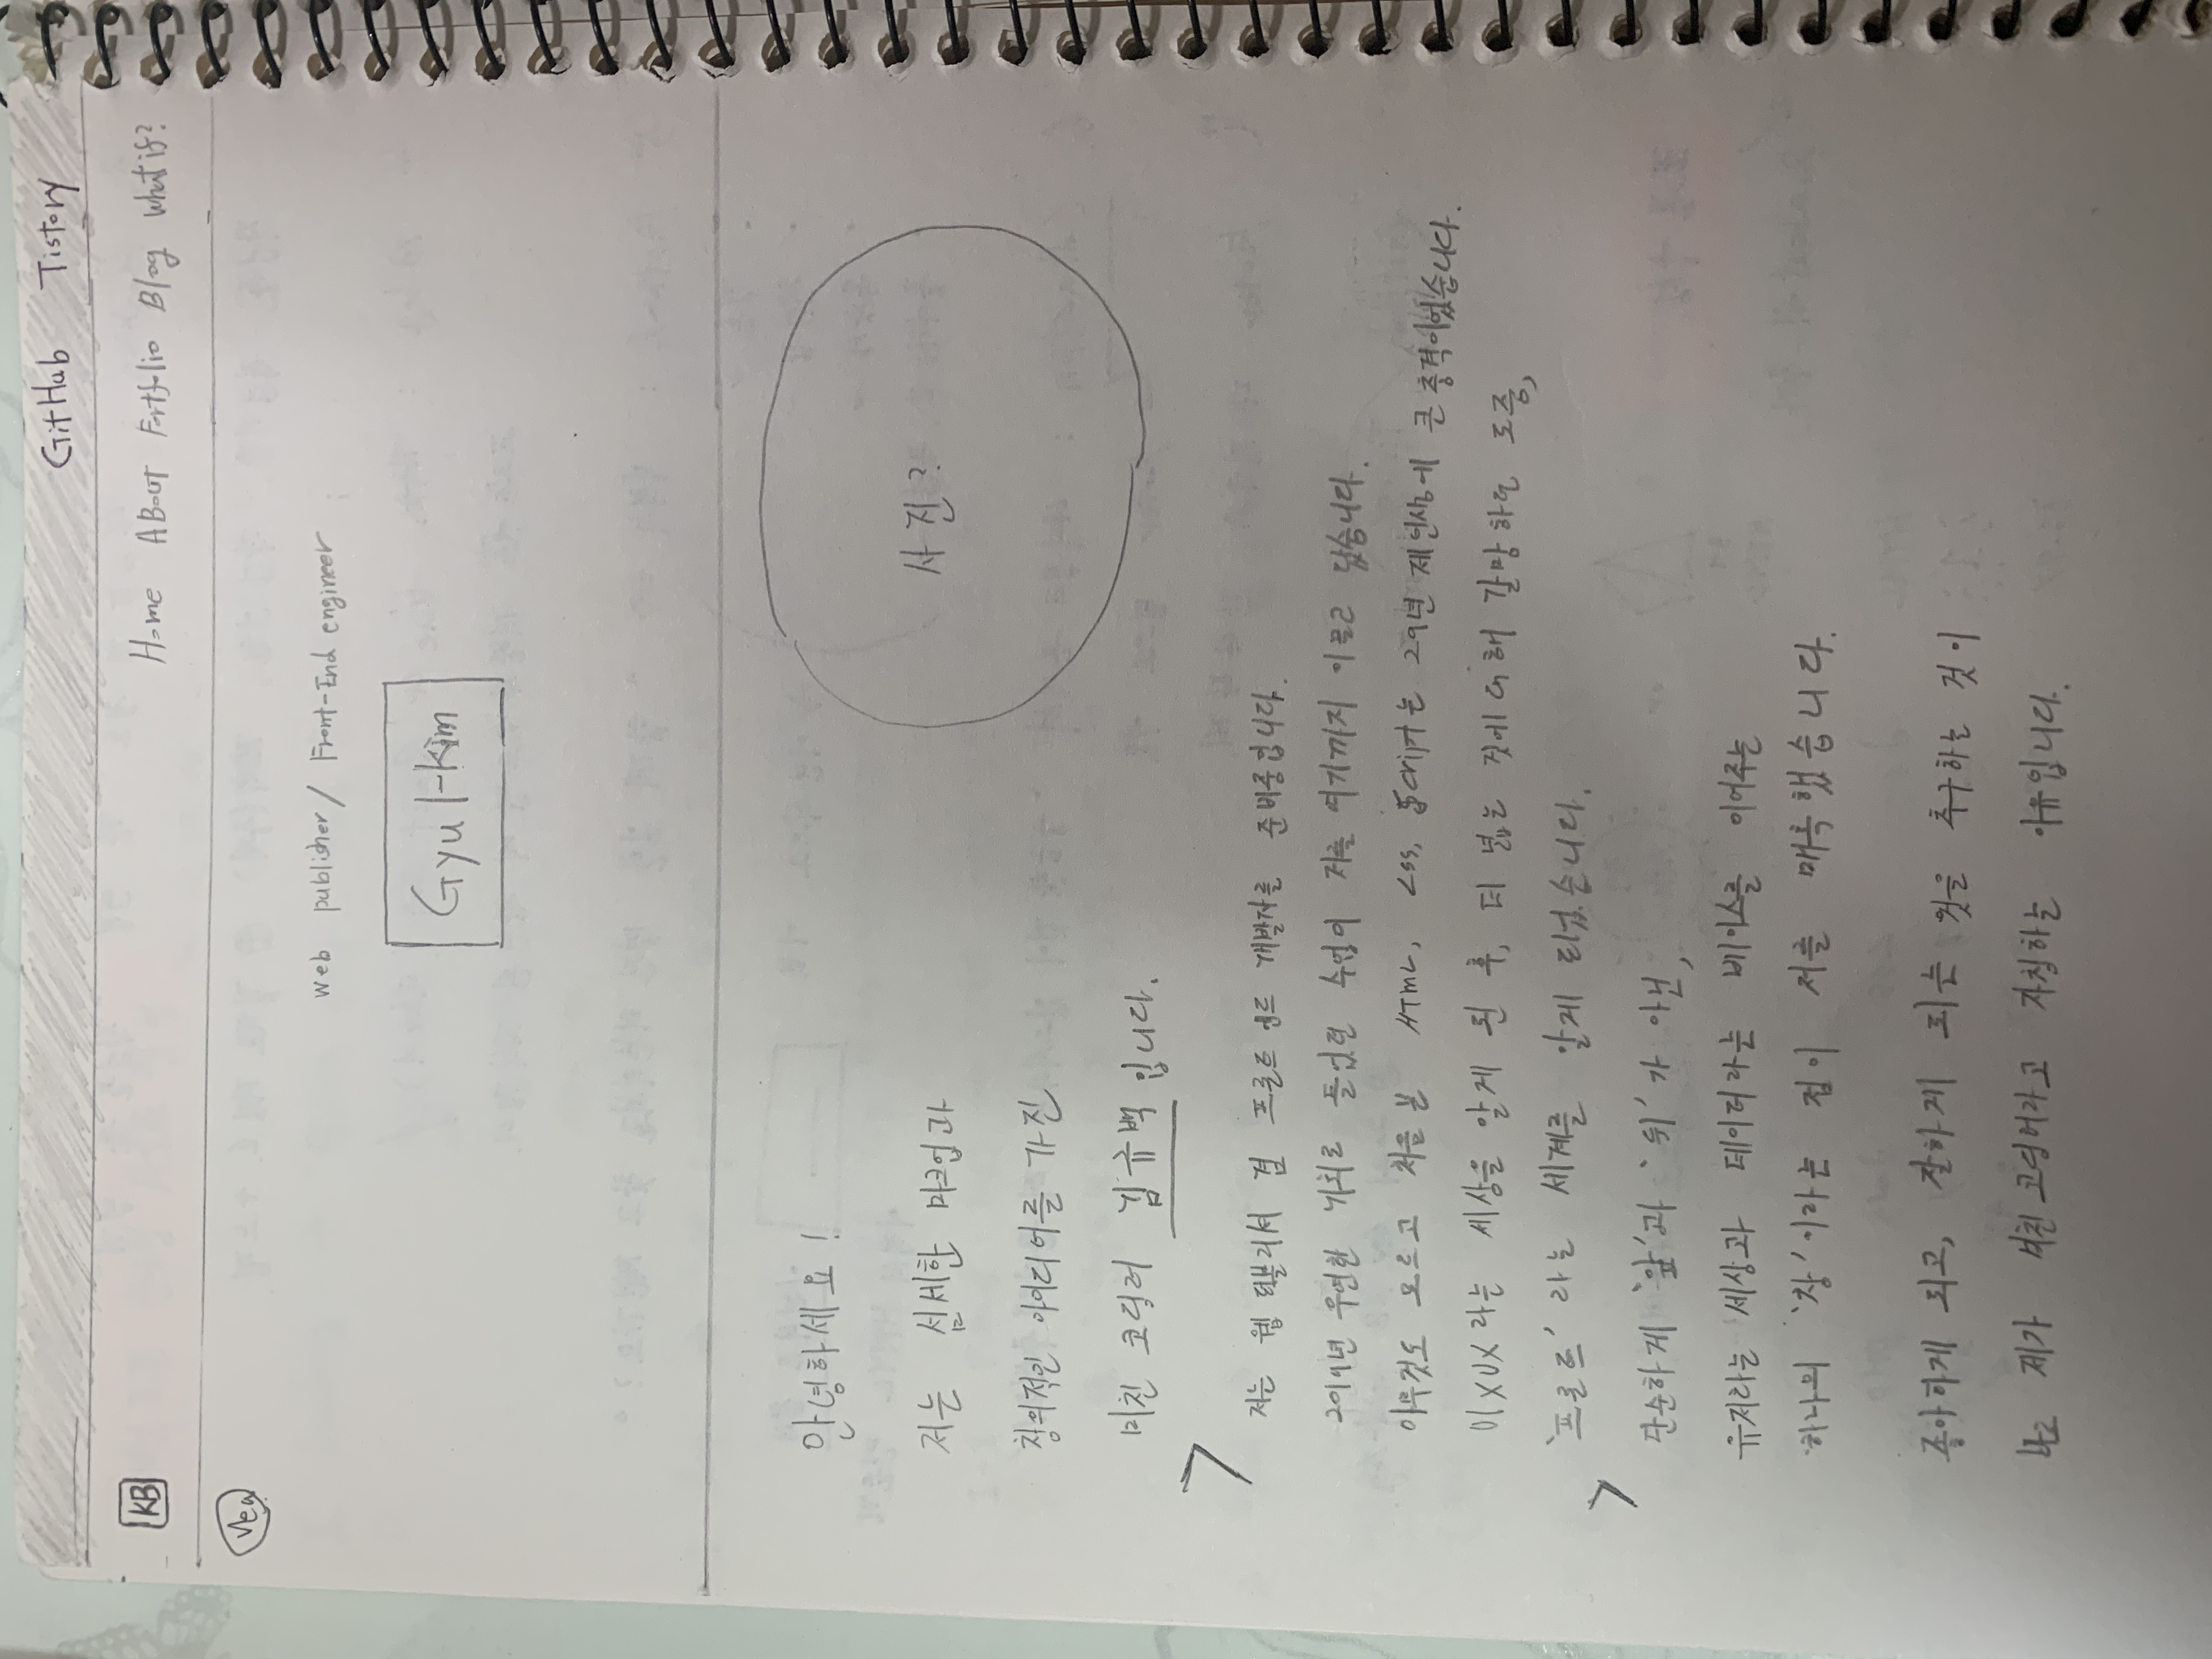 GitHub Tistory
KB
Home ABout Fortfolio Blog what if?
web publisher / Front-End engineer
Gyul-Kim
안녕하세요!
사진?
저는 섬세한 마크업과
창의적인 아이디어를 가진
미친 코딩러 김규백 입니다.
저는 웹 퍼블리셔 겸 프론트 엔드 개발자를 준비중입니다.
2019년 우연한 기회로 들었던 수업이 저를 여기까지 이끌고 왔습니다.
아무것도 모르고 처음 본 HTML, CSS, Script는 29년 제 인생에 큰 충격이었습니다.
UIXUX라는 세상을 알게 된 후, 더 넓는 것에 대해 갈망하던 도중,
'프론트' 라는 세계를 알게 되었습니다.
단순하게 '앞'과 '뒤'가 아닌,
유저라는 세상과 데이터라는 베이스를 이어주는
하나의 '창'이라는 점이 저를 매혹했습니다.
좋아하게 되고, 잘하게 되는 것을 추구하는 것이
제가 미친 코딩러라고 자칭하는 이유입니다.